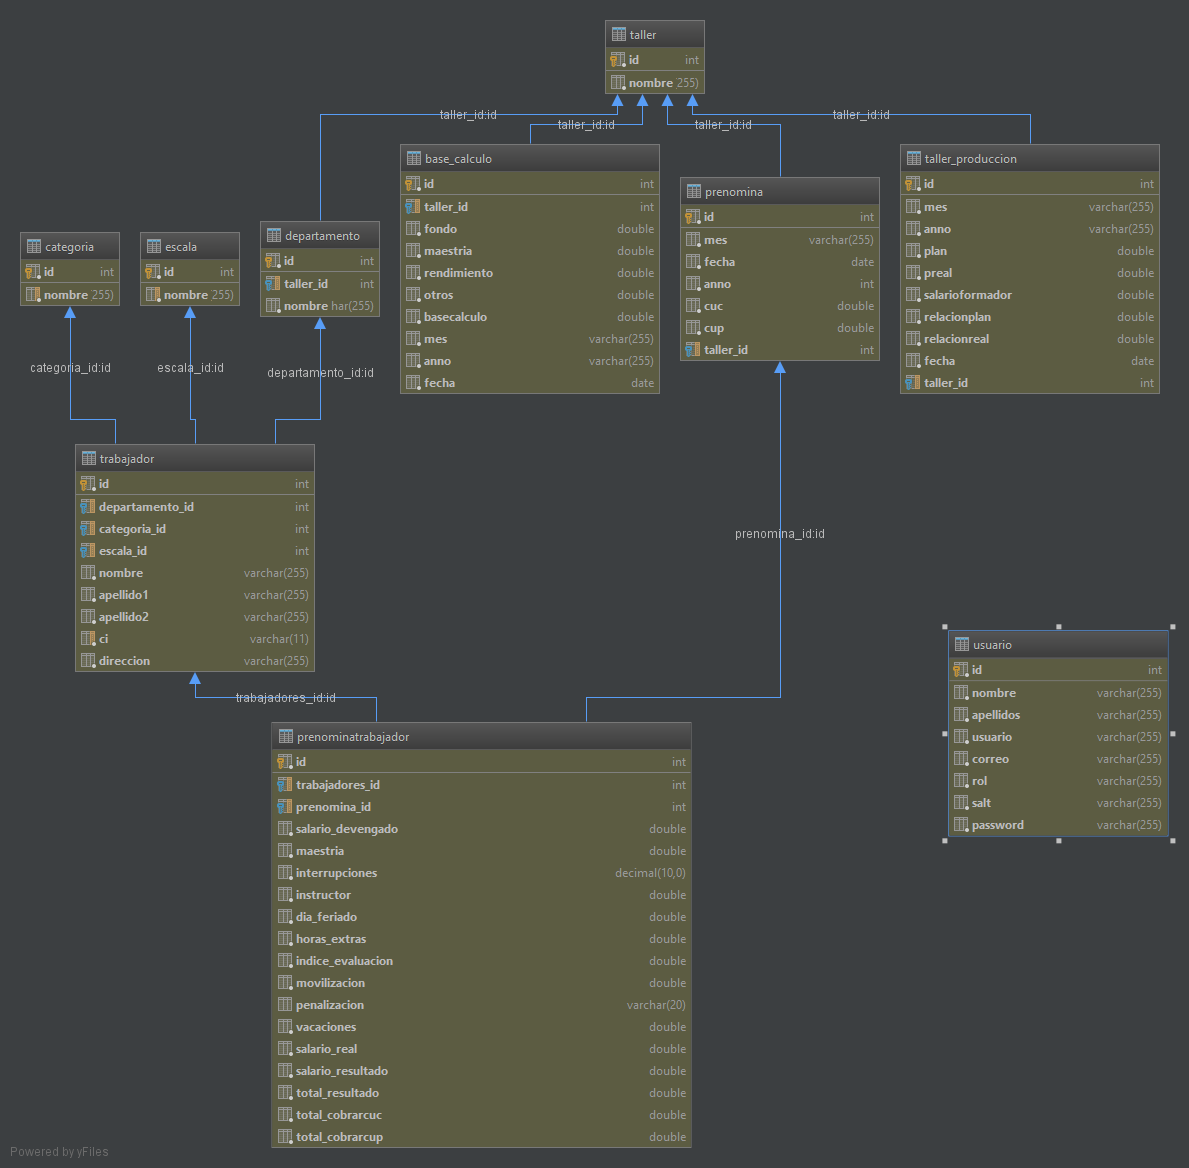 taller
id int
nombre 255)
taller_id:id
taller_id:id
taller_id:id
taller_id:id
base_calculo
id int
taller_id int
fondo double
maestria double
rendimiento double
otros double
basecalculo double
mes varchar(255)
anno varchar(255)
fecha date
prenomina
id int
mes varchar(255)
fecha date
anno int
cuc double
cup double
taller_id int
taller_produccion
id int
mes varchar(255)
anno varchar(255)
plan double
preal double
salarioformador double
relacionplan double
relacionreal double
fecha date
taller_id int
categoria
id int
nombre 255)
escala
id int
nombre 255)
departamento
id int
taller_id int
nombre har(255)
categoria_id:id
escala_id:id
departamento_id:id
trabajador
id int
departamento_id int
categoria_id int
escala_id int
nombre varchar(255)
apellido1 varchar(255)
apellido2 varchar(255)
ci varchar(11)
direccion varchar(255)
prenomina_id:id
trabajadores_id:id
usuario
id int
nombre varchar(255)
apellidos varchar(255)
usuario varchar(255)
correo varchar(255)
rol varchar(255)
salt varchar(255)
password varchar(255)
prenominatrabajador
id int
trabajadores_id int
prenomina_id int
salario_devengado double
maestria double
interrupciones decimal(10,0)
instructor double
dia_feriado double
horas_extras double
indice_evaluacion double
movilizacion double
penalizacion varchar(20)
vacaciones double
salario_real double
salario_resultado double
total_resultado double
total_cobrarcuc double
total_cobrarcup double
Powered by yFiles